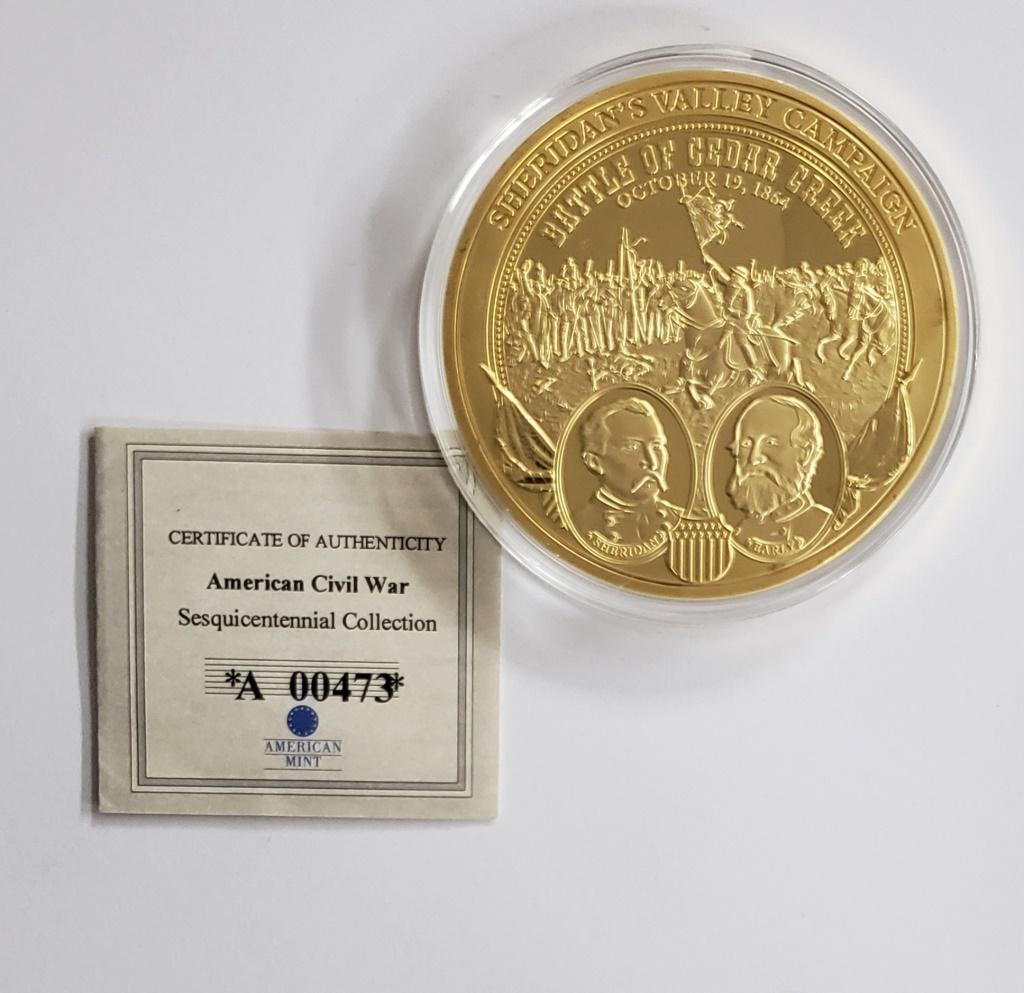 SHERIDAN'S VALLEY CAMPAIGN
BATTLE OF CEDAR CREEK
OCTOBER 19, 1864
SHERIDAN
EARLY
CERTIFICATE OF AUTHENTICITY
American Civil War
Sesquicentennial Collection
*A 00473*
AMERICAN
MINT